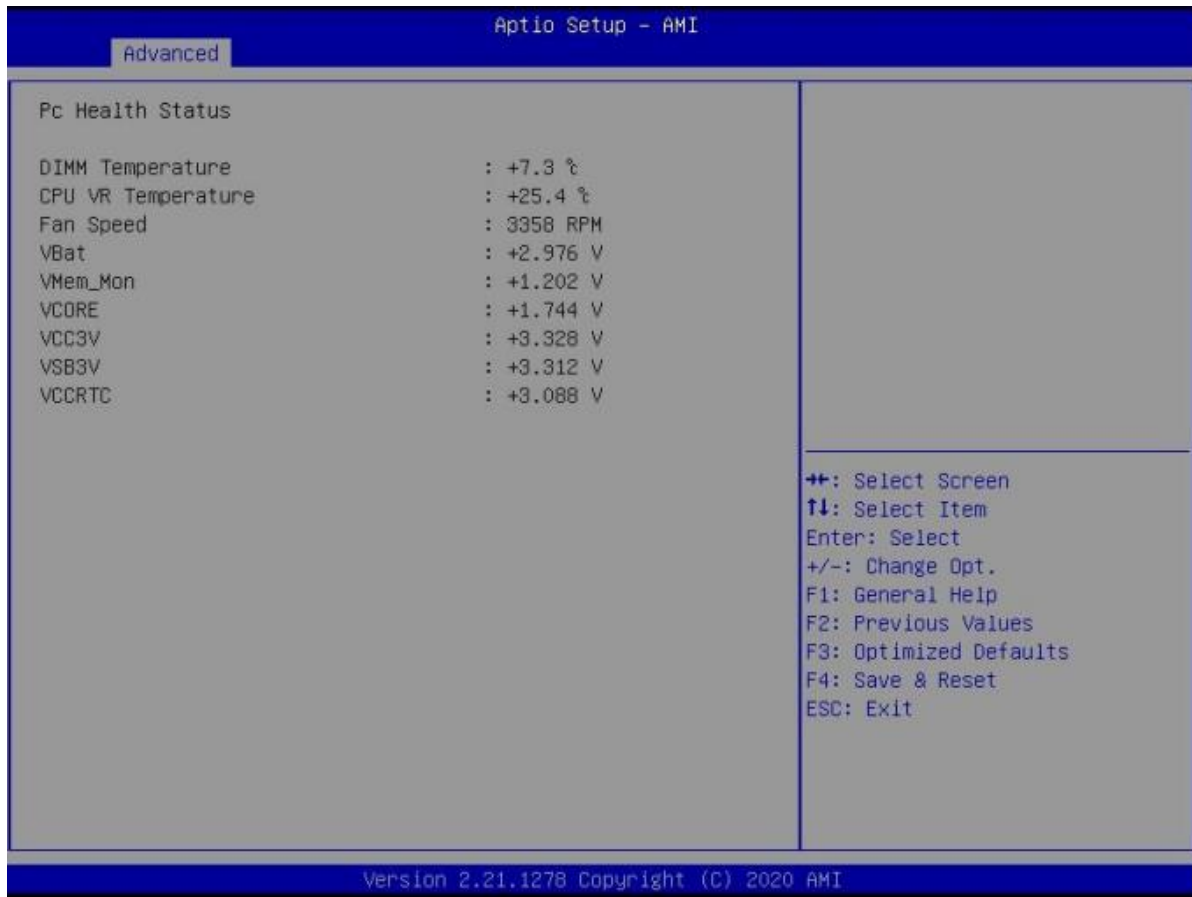 Aptio Setup – AMI
Advanced
Pc Health Status
DIMM Temperature : +7.3 ℃
CPU VR Temperature : +25.4 ℃
Fan Speed : 3358 RPM
VBat : +2.976 V
VMem_Mon : +1.202 V
VCORE : +1.744 V
VCC3V : +3.328 V
VSB3V : +3.312 V
VCCRTC : +3.088 V
→←: Select Screen
↑↓: Select Item
Enter: Select
+/-: Change Opt.
F1: General Help
F2: Previous Values
F3: Optimized Defaults
F4: Save & Reset
ESC: Exit
Version 2.21.1278 Copyright (C) 2020 AMI